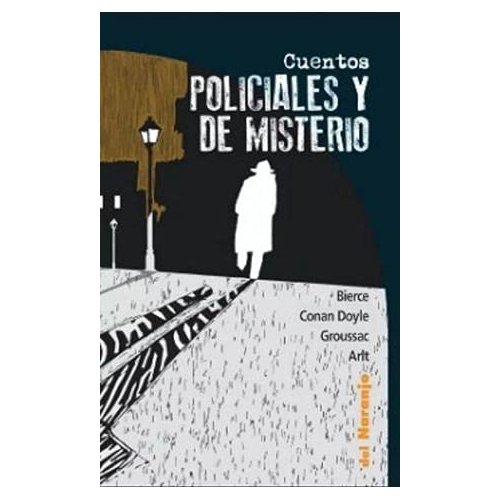 Cuentos
POLICIALES Y
DE MISTERIO
Bierce
Conan Doyle
Groussac
Arlt
del Naranjo